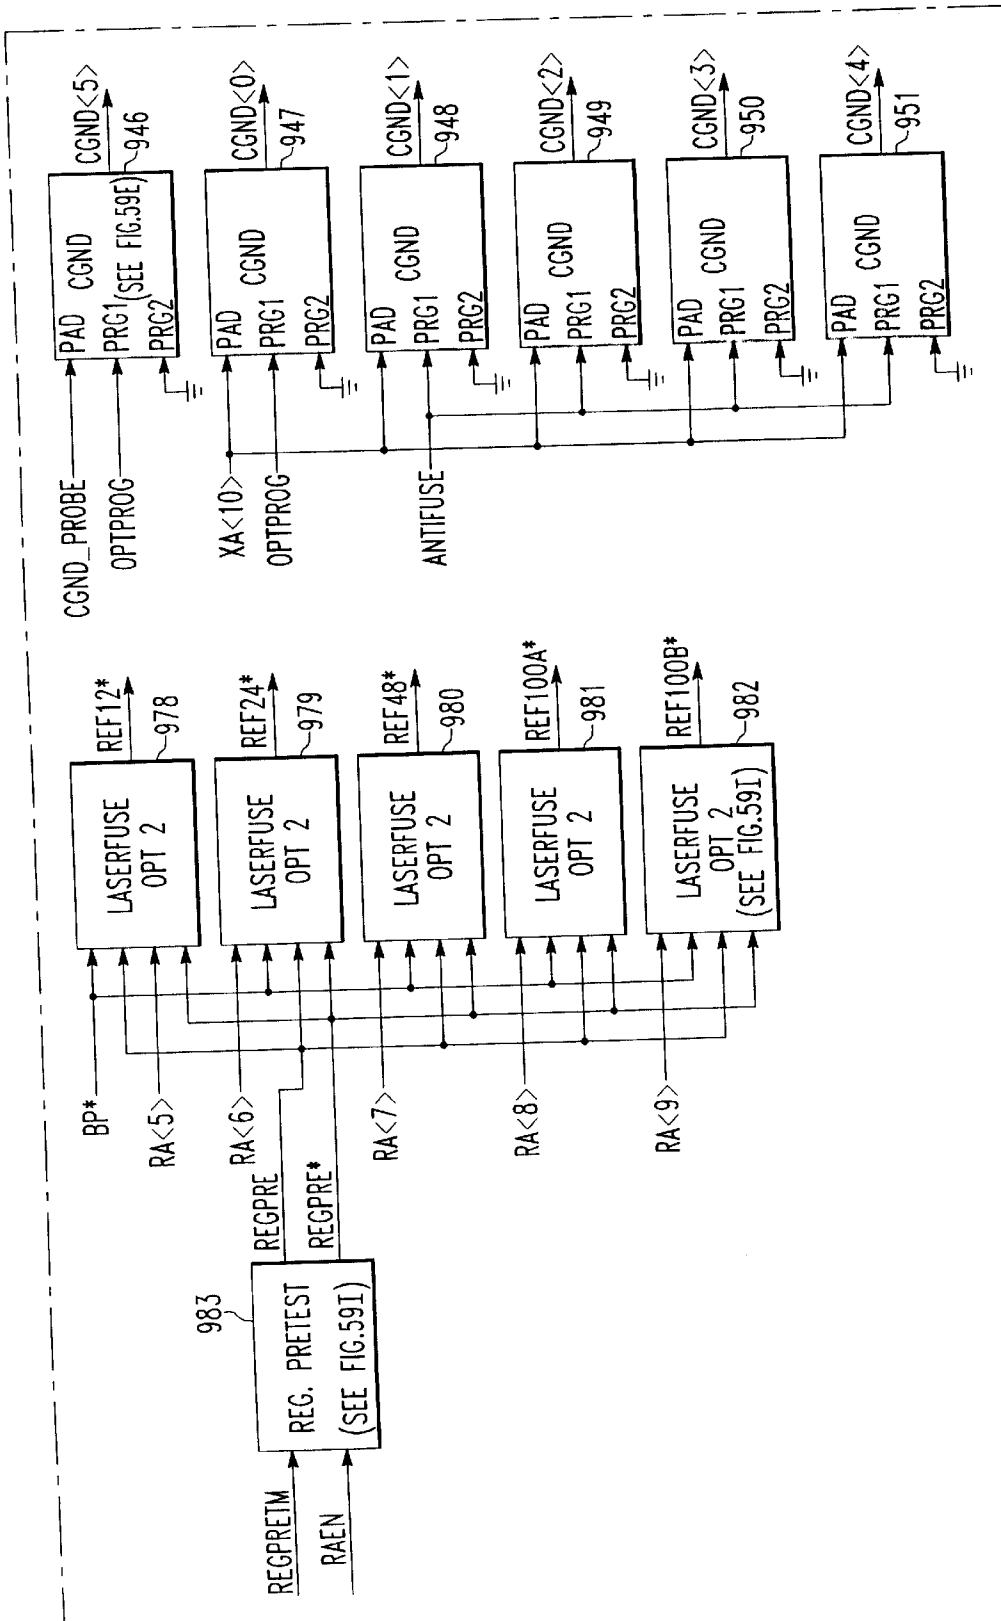 CGND_PROBE
OPTPROG
PAD
PRG1
PRG2
CGND
(SEE FIG.59E)
CGND<5>
946
XA<10>
OPTPROG
PAD
PRG1
PRG2
CGND
CGND<0>
947
ANTIFUSE
PAD
PRG1
PRG2
CGND
CGND<1>
948
PAD
PRG1
PRG2
CGND
CGND<2>
949
PAD
PRG1
PRG2
CGND
CGND<3>
950
PAD
PRG1
PRG2
CGND
CGND<4>
951
REGPRETM
RAEN
983
REG. PRETEST
(SEE FIG.59I)
REGPRE
REGPRE*
BP*
RA<5>
LASERFUSE
OPT 2
REF12*
978
RA<6>
LASERFUSE
OPT 2
REF24*
979
RA<7>
LASERFUSE
OPT 2
REF48*
980
RA<8>
LASERFUSE
OPT 2
REF100A*
981
RA<9>
LASERFUSE
OPT 2
(SEE FIG.59I)
REF100B*
982